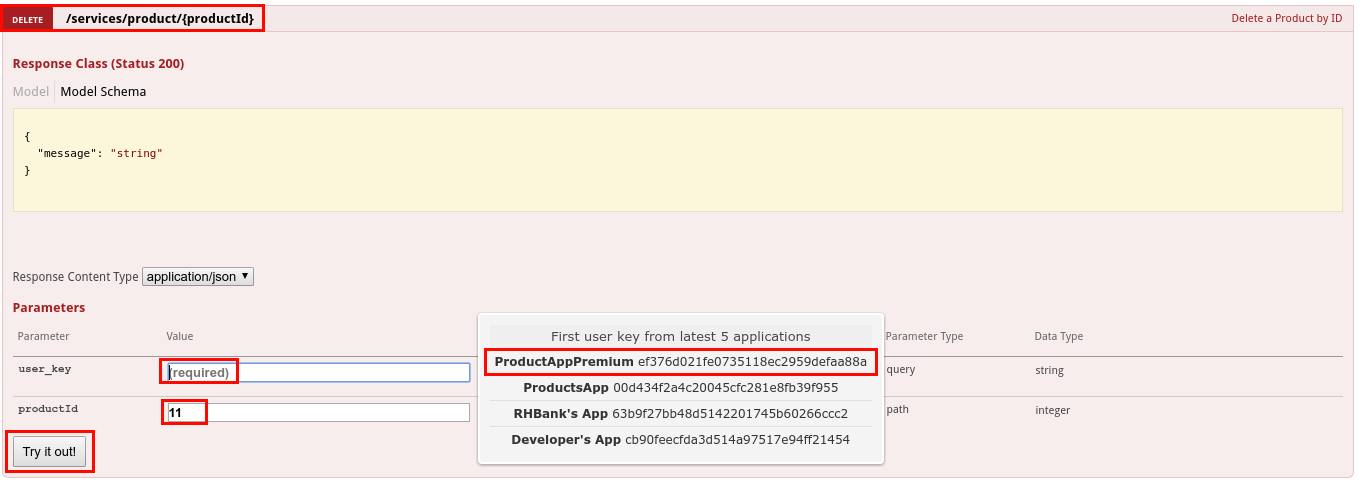 DELETE /services/product/{productId} Delete a Product by ID
Response Class (Status 200)
Model Model Schema
{
"message": "string"
}
Response Content Type application/json ▼
Parameters
Parameter Value Parameter Type Data Type
First user key from latest 5 applications
user_key (required) query string
ProductAppPremium ef376d021fe0735118ec2959defaa88a
ProductsApp 00d434f2a4c20045cfc281e8fb39f955
productId 11 path integer
RHBank's App 63b9f27bb48d5142201745b60266ccc2
Developer's App cb90feecfda3d514a97517e94ff21454
Try it out!